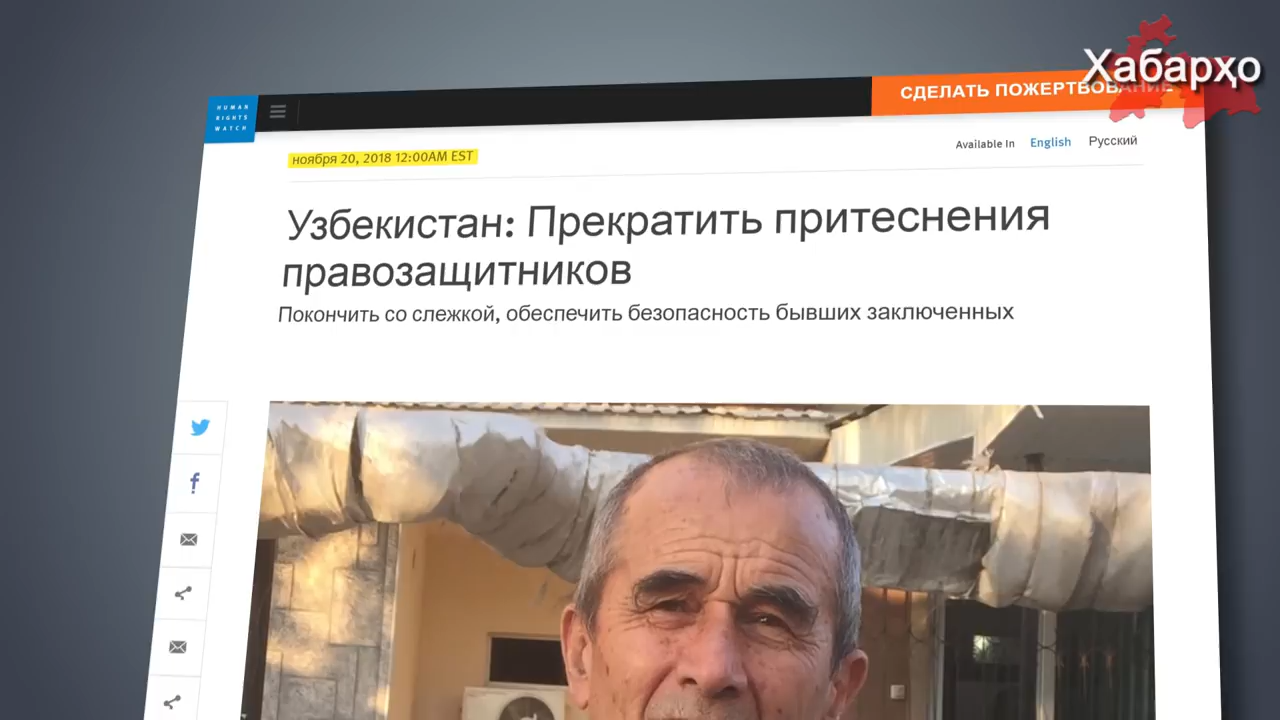 Хабарҳо
СДЕЛАТЬ ПОЖЕРТВОВАНИЕ
HUMAN
RIGHTS
WATCH
ноября 20, 2018 12:00AM EST
Available In English Русский
Узбекистан: Прекратить притеснения
правозащитников
Покончить со слежкой, обеспечить безопасность бывших заключенных